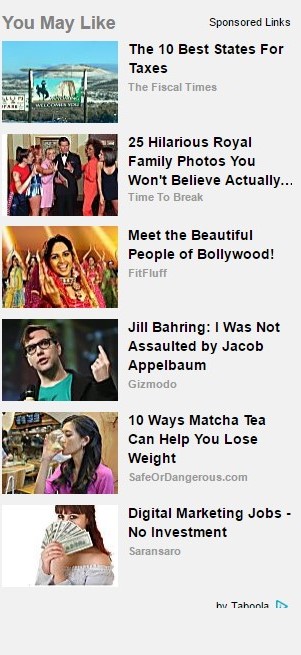 You May Like
Sponsored Links
The 10 Best States For
Taxes
The Fiscal Times
25 Hilarious Royal
Family Photos You
Won't Believe Actually…
Time To Break
Meet the Beautiful
People of Bollywood!
FitFluff
Jill Bahring: I Was Not
Assaulted by Jacob
Appelbaum
Gizmodo
10 Ways Matcha Tea
Can Help You Lose
Weight
SafeOrDangerous.com
Digital Marketing Jobs -
No Investment
Saransaro
by Taboola